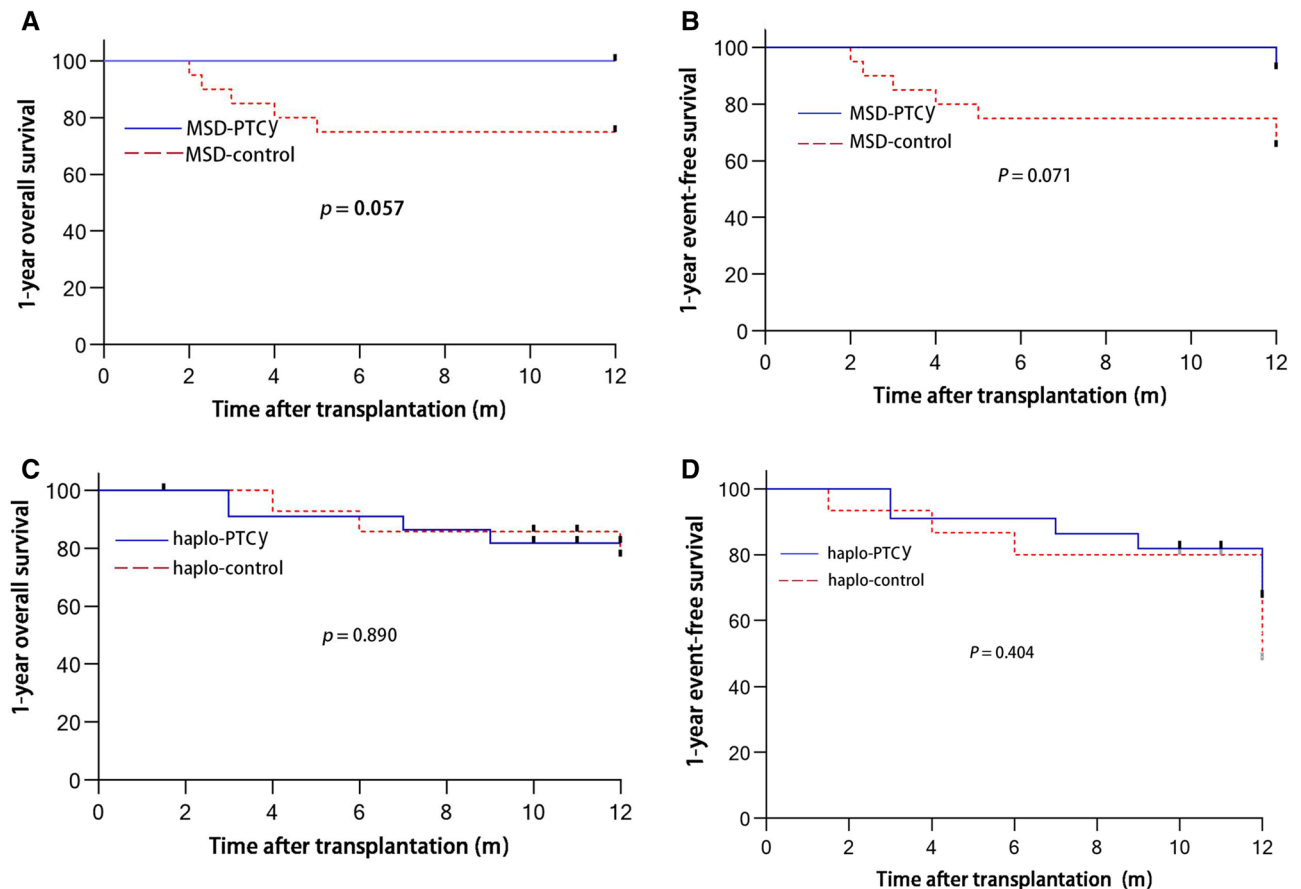 A
1-year overall survival
100
80
60
40
20
0
MSD-PTCy
MSD-control
p = 0.057
0 2 4 6 8 10 12
Time after transplantation (m)
B
1-year event-free survival
100
80
60
40
20
0
MSD-PTCy
MSD-control
P = 0.071
0 2 4 6 8 10 12
Time after transplantation (m)
C
1-year overall survival
100
80
60
40
20
0
haplo-PTCy
haplo-control
p = 0.890
0 2 4 6 8 10 12
Time after transplantation (m)
D
1-year event-free survival
100
80
60
40
20
0
haplo-PTCy
haplo-control
P = 0.404
0 2 4 6 8 10 12
Time after transplantation (m)